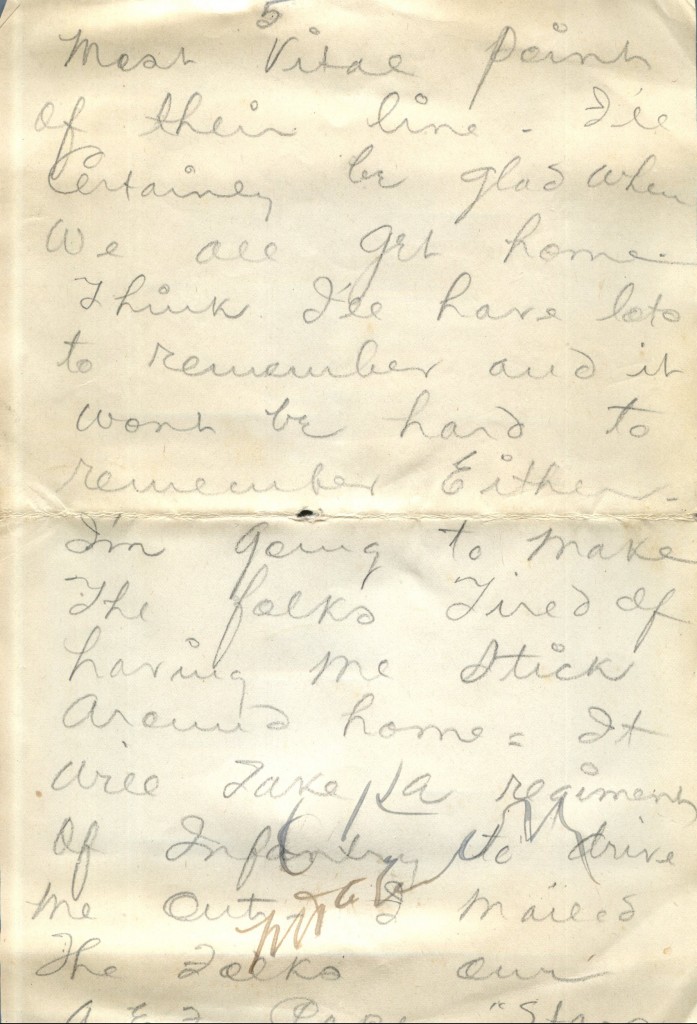 5
Most Vital point
of their line - I'll
Certainly be glad when
We all get home -
Think I'll have lots
to remember and it
wont be hard to
remember Either -
I'm going to make
The folks Tired of
having me stick
Around home = It
Will Take a regiment
Of Infantry to drive
me out I mailed
The Folks our
A.E.F. Paper "Stars